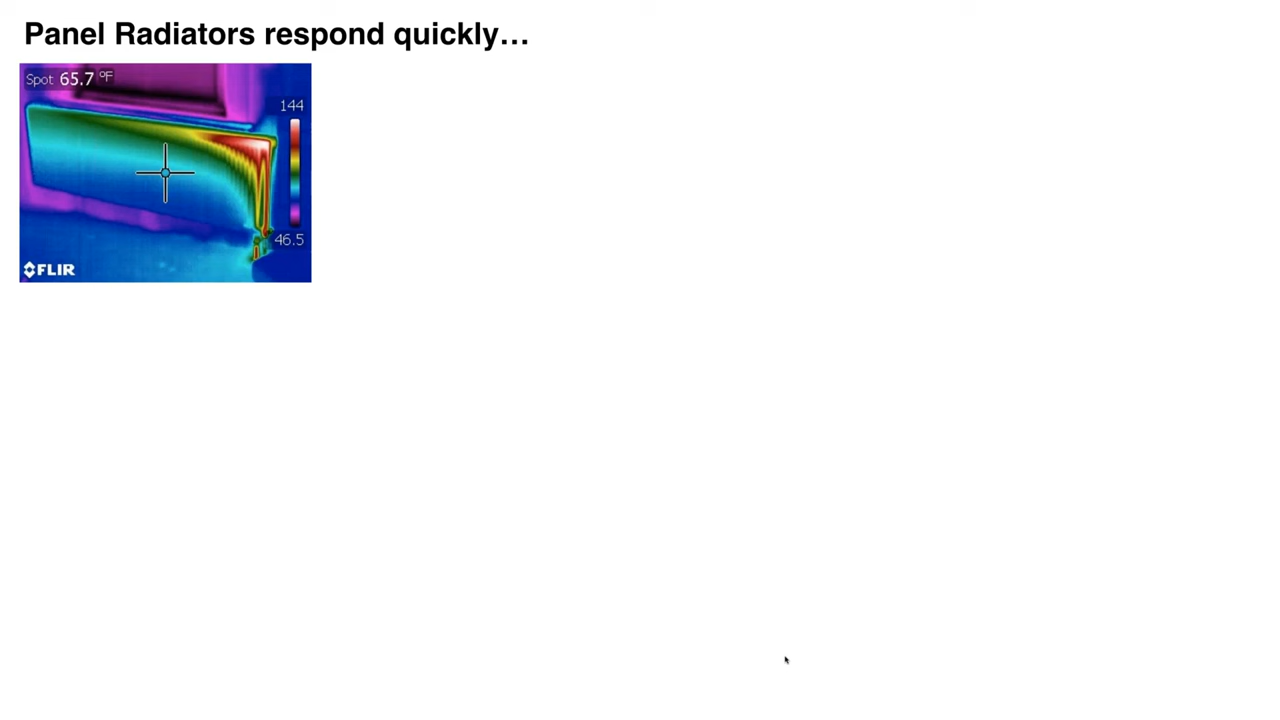 Panel Radiators respond quickly…
Spot 65.7 °F
144
46.5
FLIR